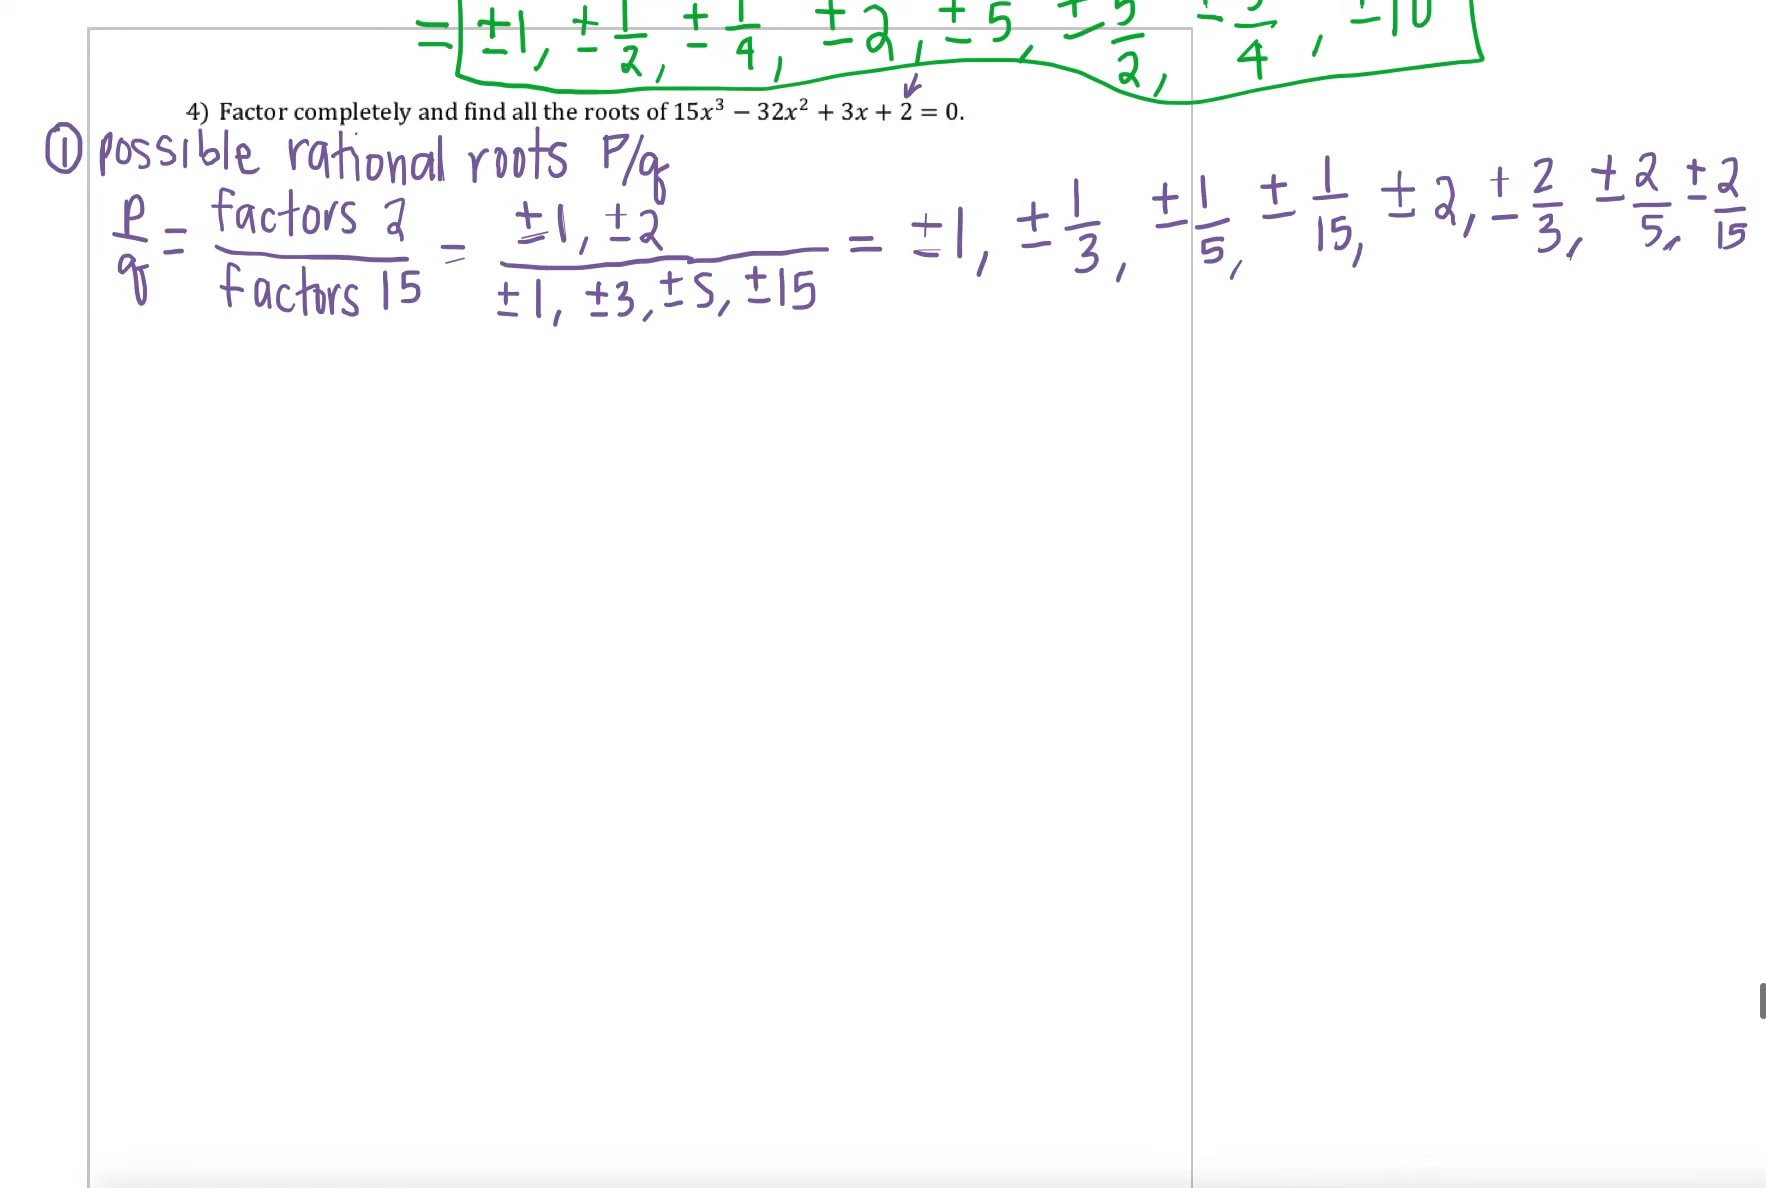 = ±1, ±1/2, ±1/4, ±2, ±5, ±5/2, ±5/4, ±10
4) Factor completely and find all the roots of 15x³ − 32x² + 3x + 2 = 0.
① possible rational roots P/q
P/q = factors 2 / factors 15 = ±1, ±2 / ±1, ±3, ±5, ±15 = ±1, ±1/3, ±1/5, ±1/15, ±2, ±2/3, ±2/5, ±2/15